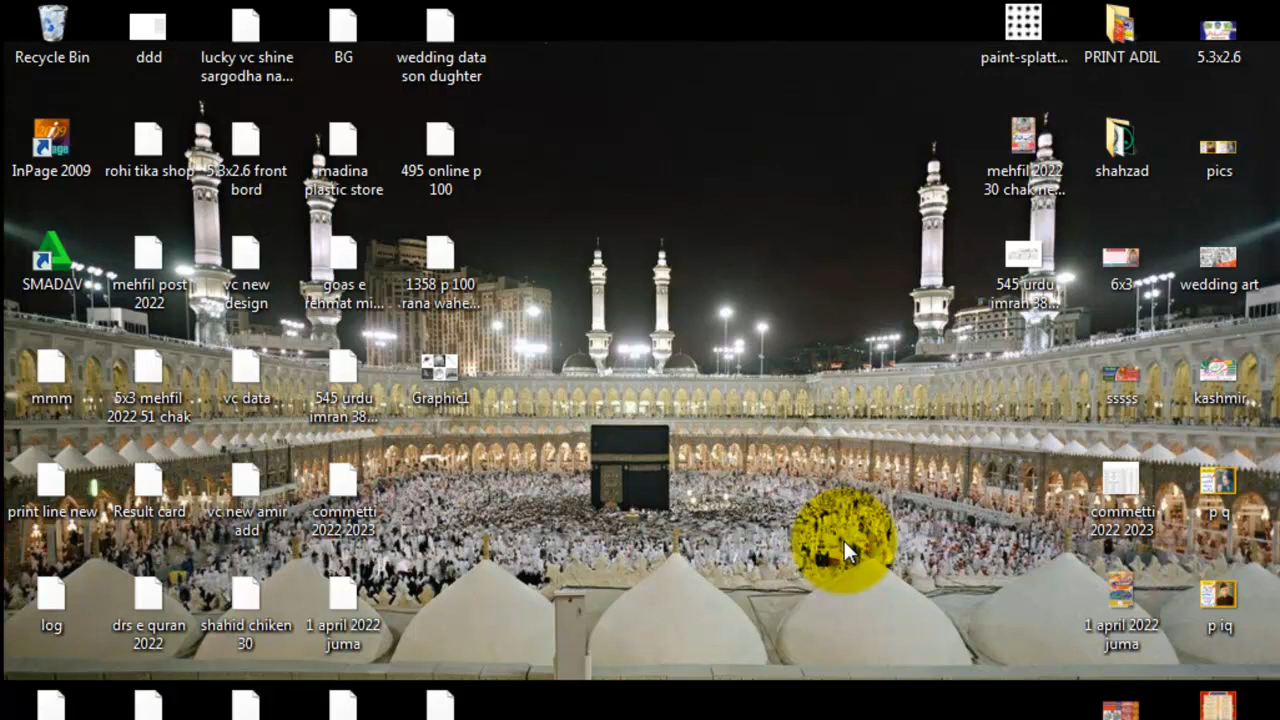 Recycle Bin
ddd
lucky vc shine
sargodha na...
BG
wedding data
son dughter
paint-splatt...
PRINT ADIL
5.3x2.6
InPage 2009
rohi tika shop
5.3x2.6 front
bord
madina
plastic store
495 online p
100
mehfil 2022
30 chak ne...
shahzad
pics
SMADΔV
mehfil post
2022
vc new
design
goas e
rehmat mi...
1358 p 100
rana wahe...
545 urdu
imran 38...
6x3
wedding art
mmm
5x3 mehfil
2022 51 chak
vc data
545 urdu
imran 38...
Graphic1
sssss
kashmir
print line new
Result card
vc new amir
add
commetti
2022 2023
commetti
2022 2023
p q
log
drs e quran
2022
shahid chiken
30
1 april 2022
juma
1 april 2022
juma
p iq